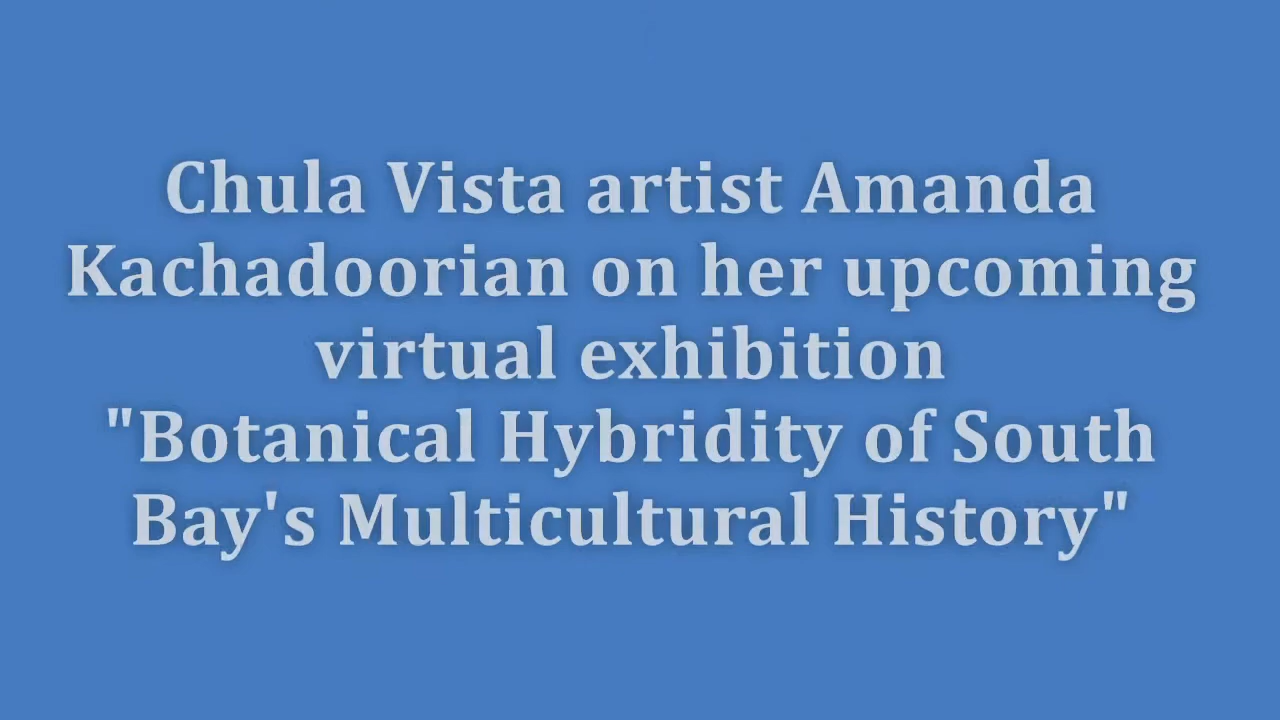 Chula Vista artist Amanda
Kachadoorian on her upcoming
virtual exhibition
"Botanical Hybridity of South
Bay's Multicultural History"